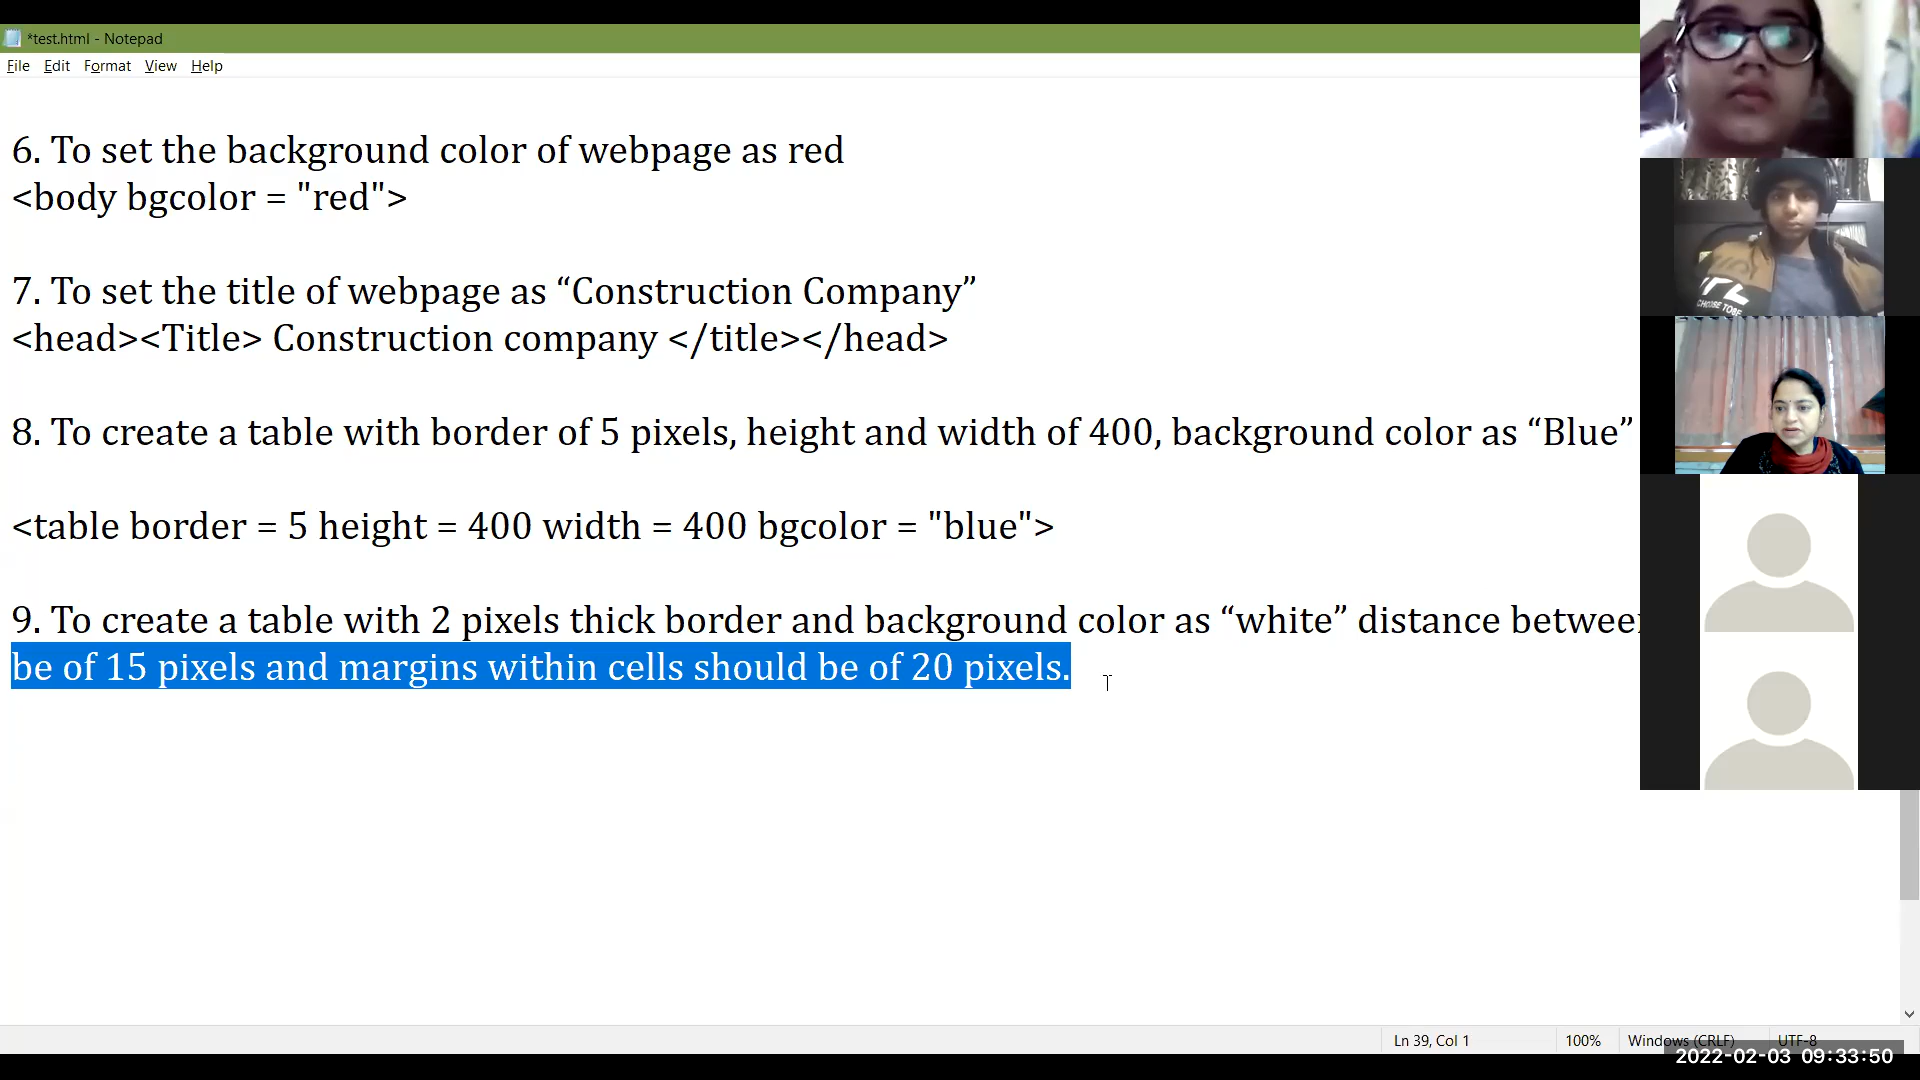 *test.html - Notepad
File Edit Format View Help
6. To set the background color of webpage as red
<body bgcolor = "red">
7. To set the title of webpage as “Construction Company”
<head><Title> Construction company </title></head>
8. To create a table with border of 5 pixels, height and width of 400, background color as “Blue”
<table border = 5 height = 400 width = 400 bgcolor = "blue">
9. To create a table with 2 pixels thick border and background color as “white” distance between
be of 15 pixels and margins within cells should be of 20 pixels.
CHOOSE
Ln 39, Col 1 100% Windows (CRLF) UTF-8
2022-02-03 09:33:50